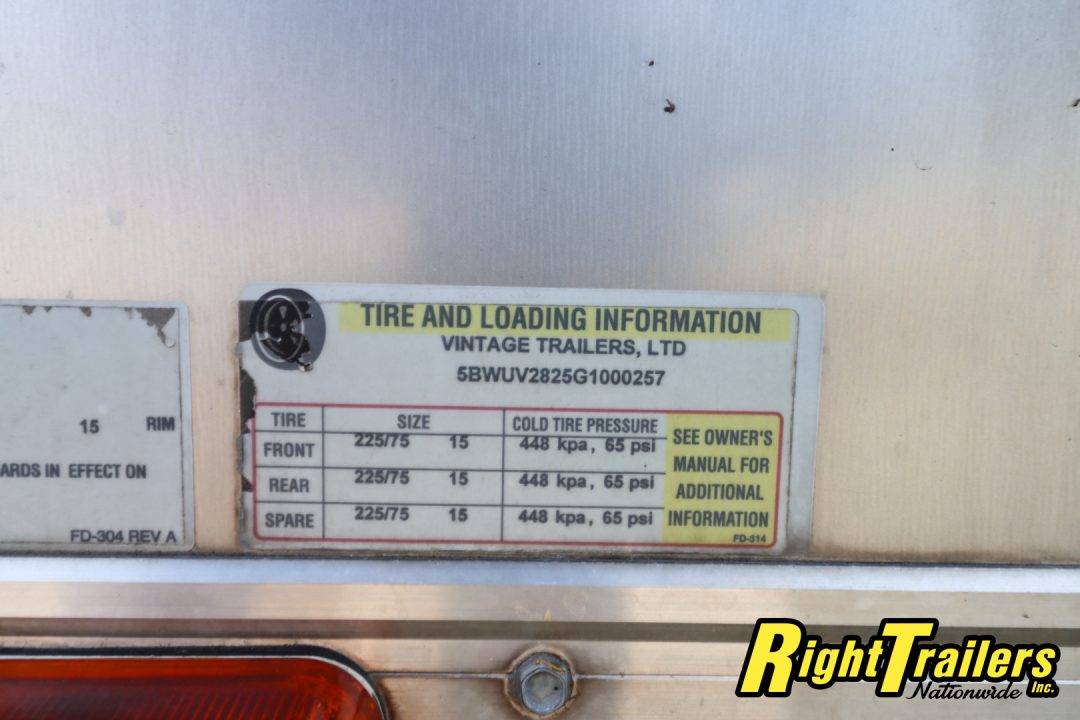 TIRE AND LOADING INFORMATION
VINTAGE TRAILERS, LTD
5BWUV2825G1000257
TIRE SIZE COLD TIRE PRESSURE
FRONT 225/75 15 448 kpa, 65 psi
REAR 225/75 15 448 kpa, 65 psi
SPARE 225/75 15 448 kpa, 65 psi
SEE OWNER'S
MANUAL FOR
ADDITIONAL
INFORMATION
FD-314
15 RIM
ARDS IN EFFECT ON
FD-304 REV A
RightTrailers
Nationwide Inc.